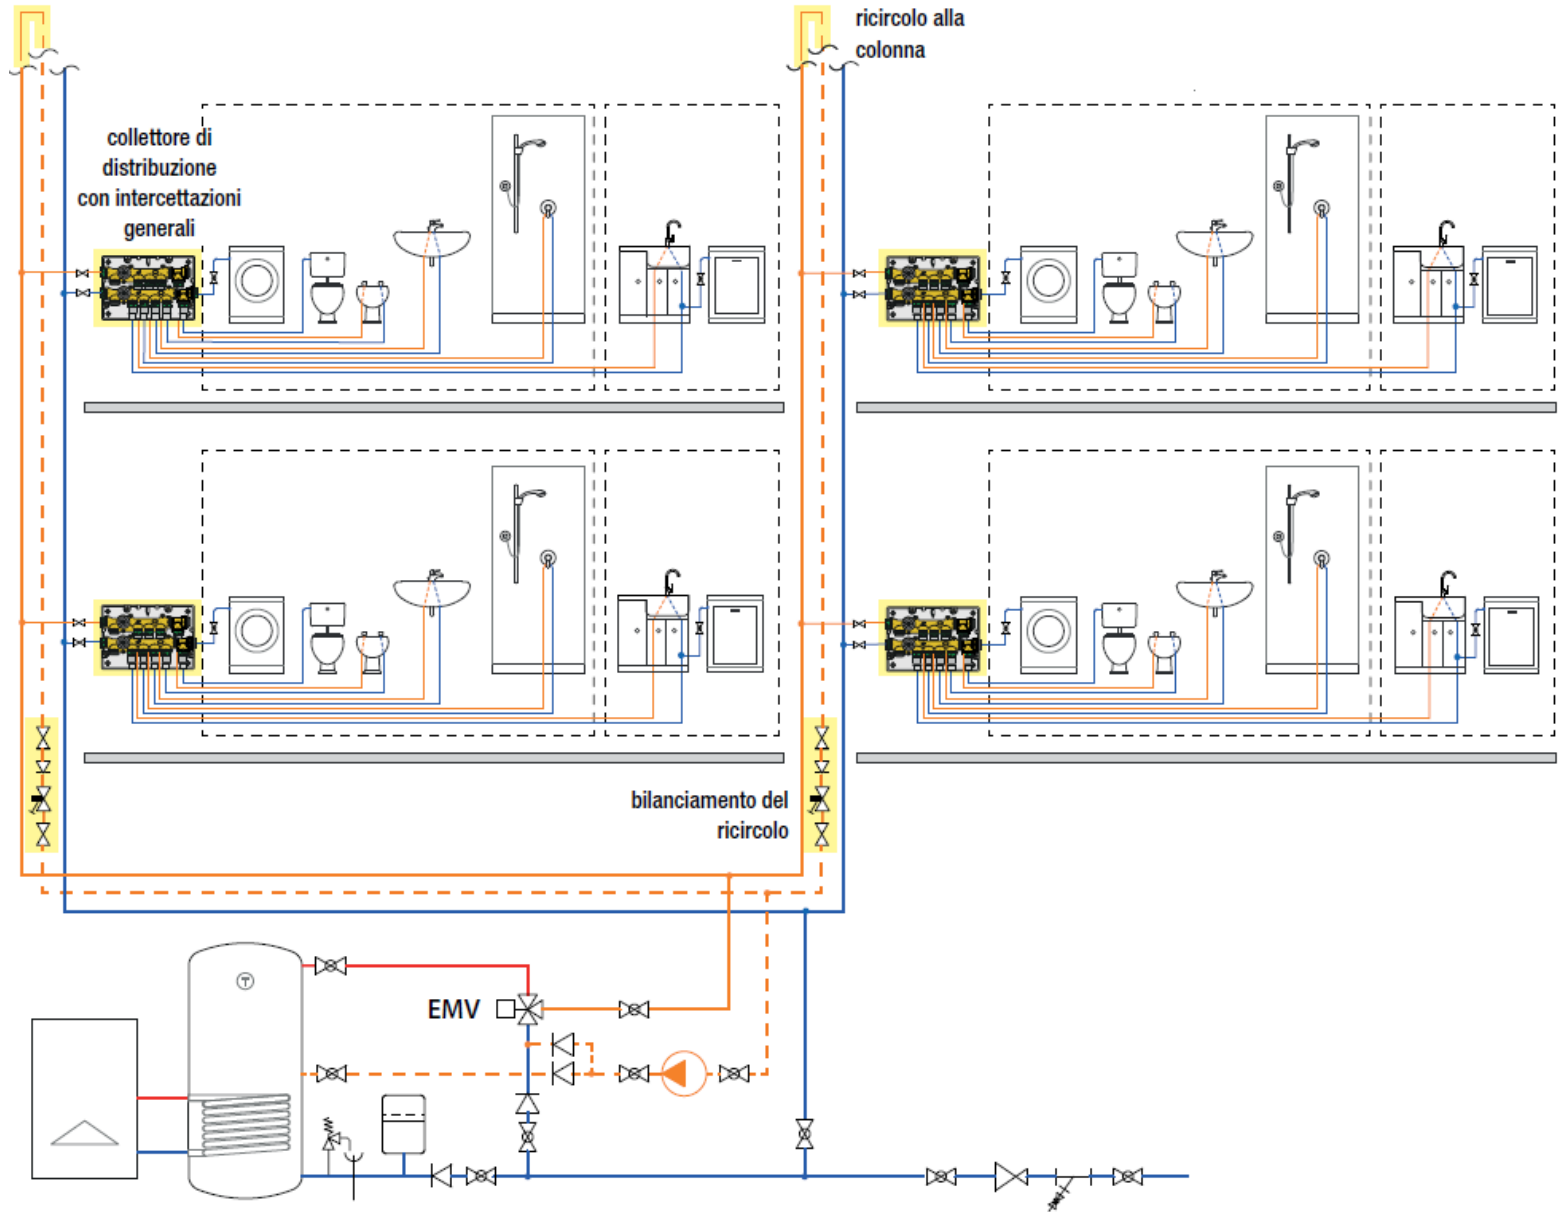 ricircolo alla
colonna
collettore di
distribuzione
con intercettazioni
generali
bilanciamento del
ricircolo
EMV
T